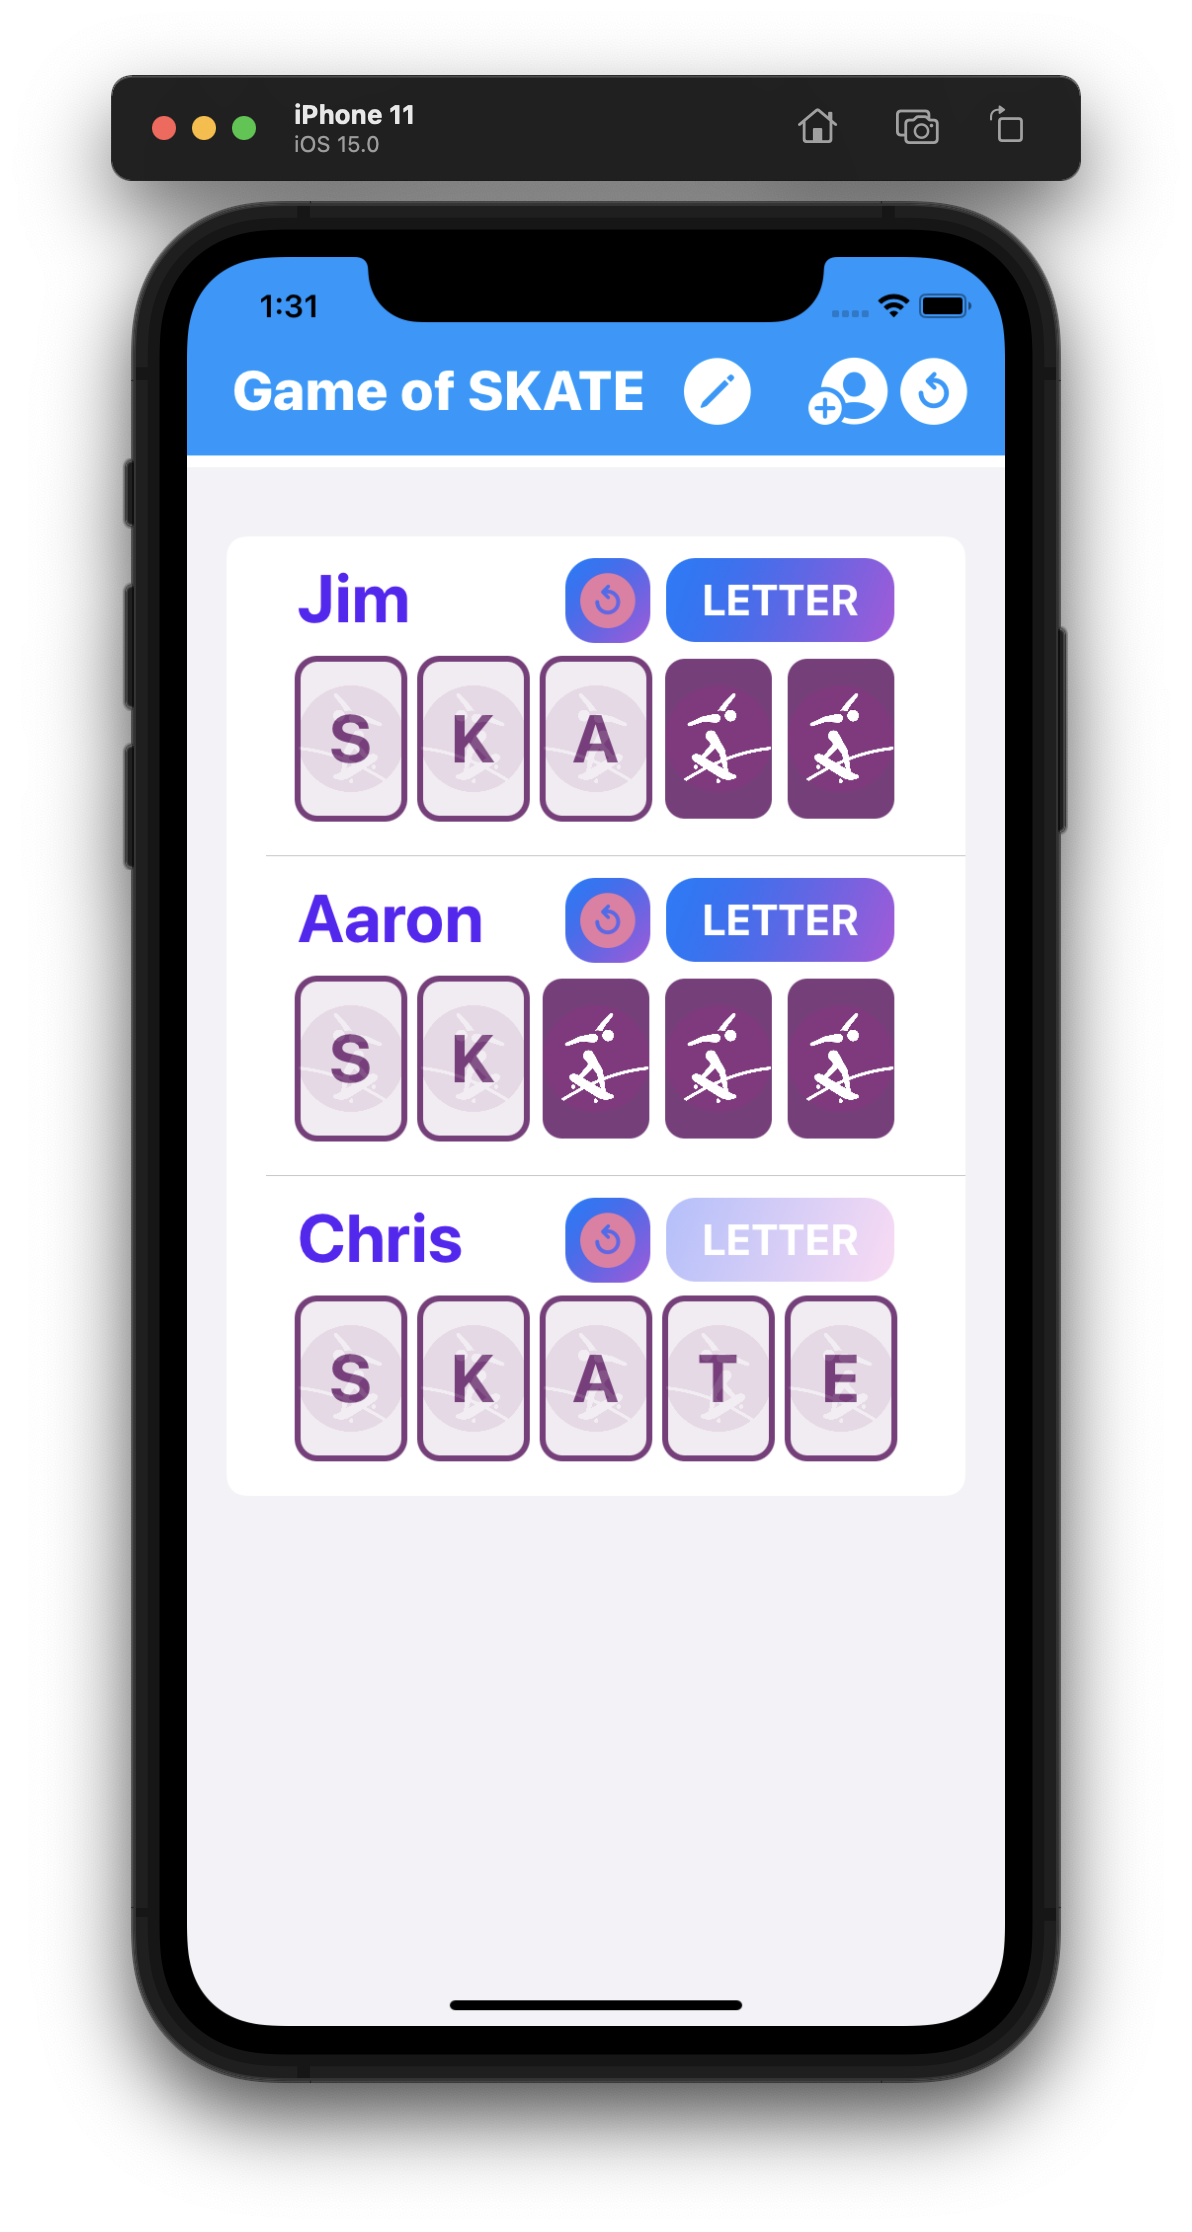 iPhone 11
iOS 15.0
1:31
Game of SKATE
Jim LETTER
S K A
Aaron LETTER
S K
Chris LETTER
S K A T E